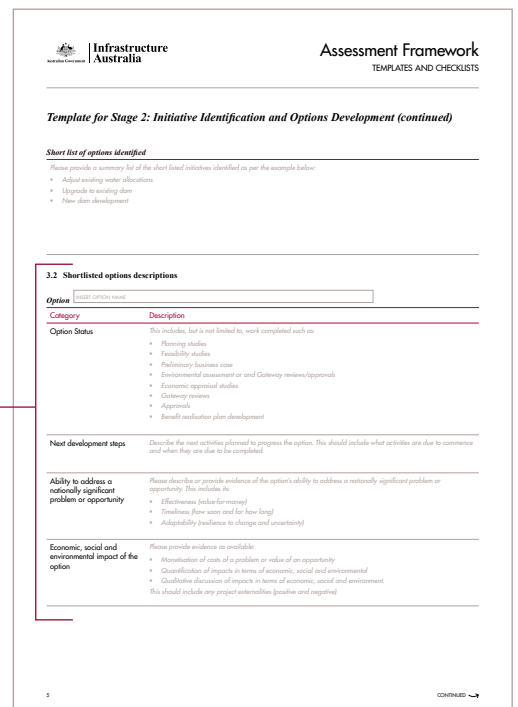 Australian Government
Infrastructure
Australia
Assessment Framework
TEMPLATES AND CHECKLISTS
Template for Stage 2: Initiative Identification and Options Development (continued)
Short list of options identified
Please provide a summary list of the short listed initiatives identified as per the example below:
• Adjust existing water allocations
• Upgrade to existing dam
• New dam development
3.2 Shortlisted options descriptions
Option INSERT OPTION NAME
Category Description
Option Status This includes, but is not limited to, work completed such as:
• Planning studies
• Feasibility studies
• Preliminary business case
• Environmental assessment or and Gateway reviews/approvals
• Economic appraisal studies
• Gateway reviews
• Approvals
• Benefit realisation plan development
Next development steps Describe the next activities planned to progress the option. This should include what activities are due to commence
and when they are due to be completed.
Ability to address a Please describe or provide evidence of the option's ability to address a nationally significant problem or
nationally significant opportunity. This includes its:
problem or opportunity • Effectiveness (value-for-money)
• Timeliness (how soon and for how long)
• Adaptability (resilience to change and uncertainty)
Economic, social and Please provide evidence as available:
environmental impact of the • Monetisation of costs of a problem or value of an opportunity
option • Quantification of impacts in terms of economic, social and environmental
• Qualitative discussion of impacts in terms of economic, social and environment.
This should include any project externalities (positive and negative)
5 CONTINUED